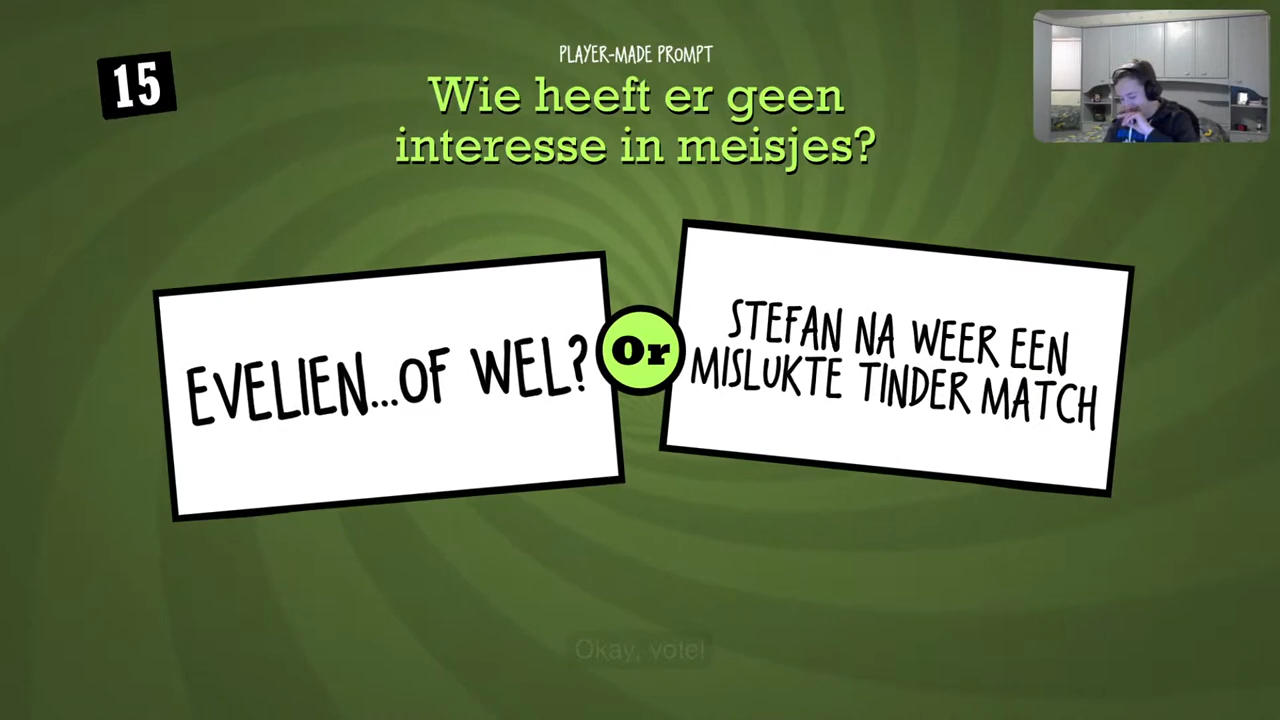 15
PLAYER-MADE PROMPT
Wie heeft er geen
interesse in meisjes?
EVELIEN...OF WEL?
Or
STEFAN NA WEER EEN
MISLUKTE TINDER MATCH
Okay, vote!